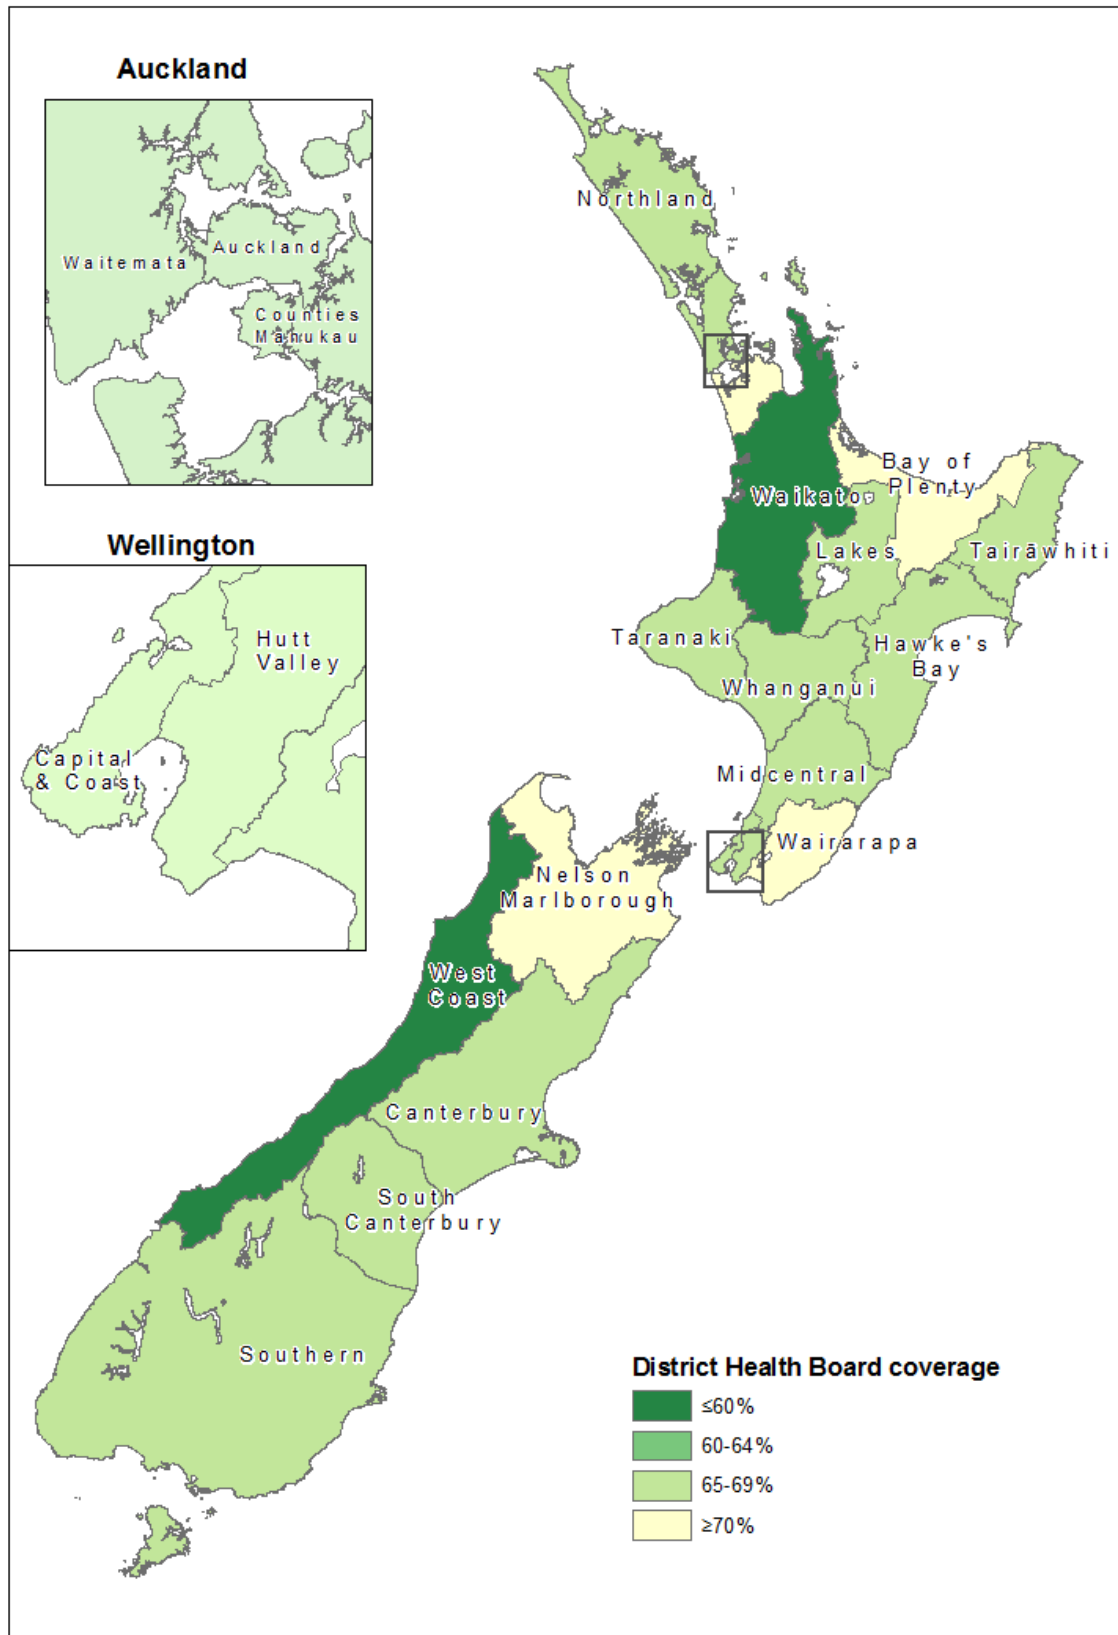 Auckland
Waitemata
Auckland
Counties
Manukau
Wellington
Hutt
Valley
Capital
& Coast
Northland
Bay of
Plenty
Waikato
Lakes
Tairāwhiti
Taranaki
Hawke's
Bay
Whanganui
Midcentral
Wairarapa
Nelson
Marlborough
West
Coast
Canterbury
South
Canterbury
Southern
District Health Board coverage
≤60%
60-64%
65-69%
≥70%